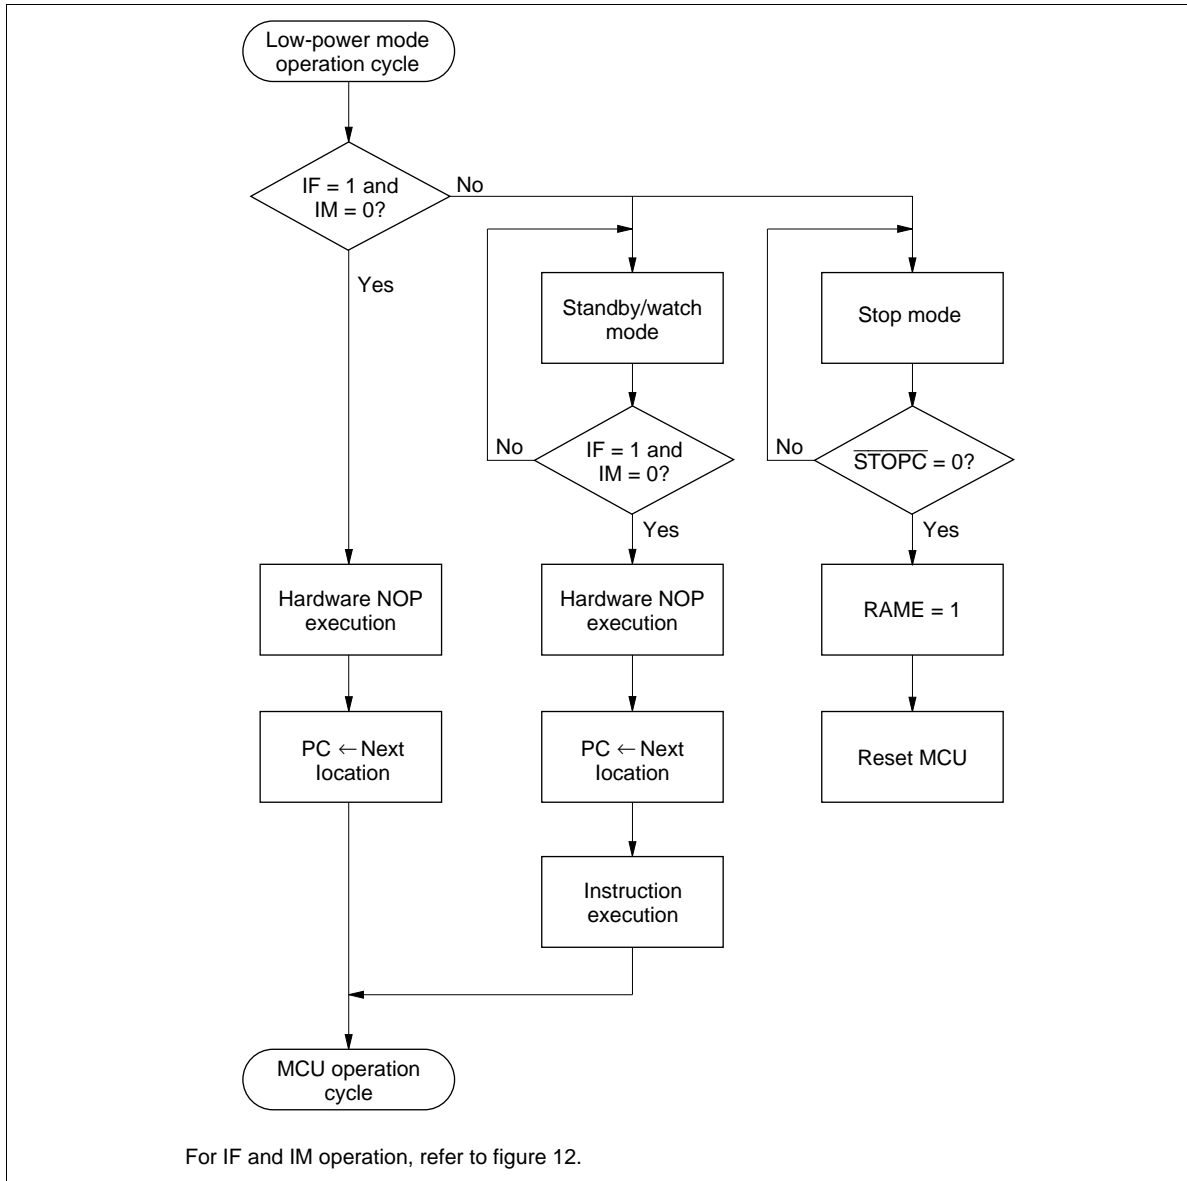 Low-power mode
operation cycle
IF = 1 and
IM = 0?
No
Yes
Standby/watch
mode
Stop mode
No
IF = 1 and
IM = 0?
Yes
No
S̅T̅O̅P̅C̅ = 0?
Yes
Hardware NOP
execution
Hardware NOP
execution
RAME = 1
PC ← Next
location
PC ← Next
location
Reset MCU
Instruction
execution
MCU operation
cycle
For IF and IM operation, refer to figure 12.